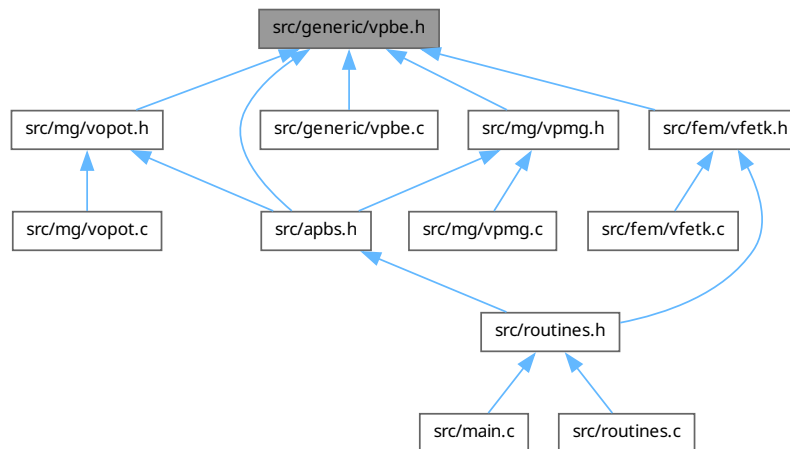 src/generic/vpbe.h
src/mg/vopot.h
src/generic/vpbe.c
src/mg/vpmg.h
src/fem/vfetk.h
src/mg/vopot.c
src/apbs.h
src/mg/vpmg.c
src/fem/vfetk.c
src/routines.h
src/main.c
src/routines.c